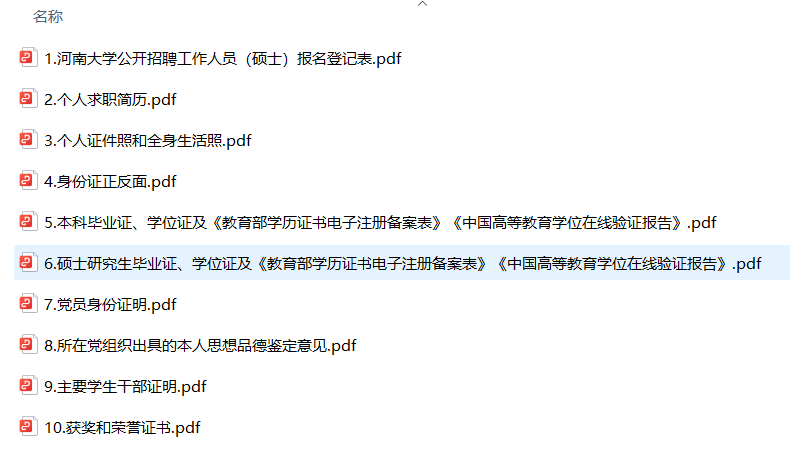 名称
1.河南大学公开招聘工作人员（硕士）报名登记表.pdf
2.个人求职简历.pdf
3.个人证件照和全身生活照.pdf
4.身份证正反面.pdf
5.本科毕业证、学位证及《教育部学历证书电子注册备案表》《中国高等教育学位在线验证报告》.pdf
6.硕士研究生毕业证、学位证及《教育部学历证书电子注册备案表》《中国高等教育学位在线验证报告》.pdf
7.党员身份证明.pdf
8.所在党组织出具的本人思想品德鉴定意见.pdf
9.主要学生干部证明.pdf
10.获奖和荣誉证书.pdf